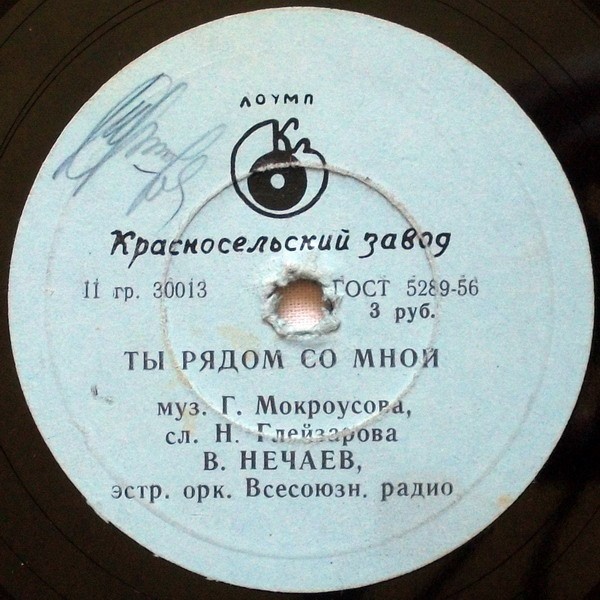 ЛОУМП
КЗ
Красносельский завод
11 гр. 30013 ГОСТ 5289-56
3 руб.
ТЫ РЯДОМ СО МНОЙ
муз. Г. Мокроусова,
сл. Н. Глейзарова
В. НЕЧАЕВ,
эстр. орк. Всесоюзн. радио